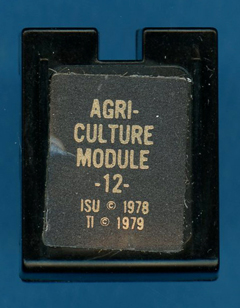 AGRI-
CULTURE
MODULE
-12-
ISU © 1978
TI © 1979